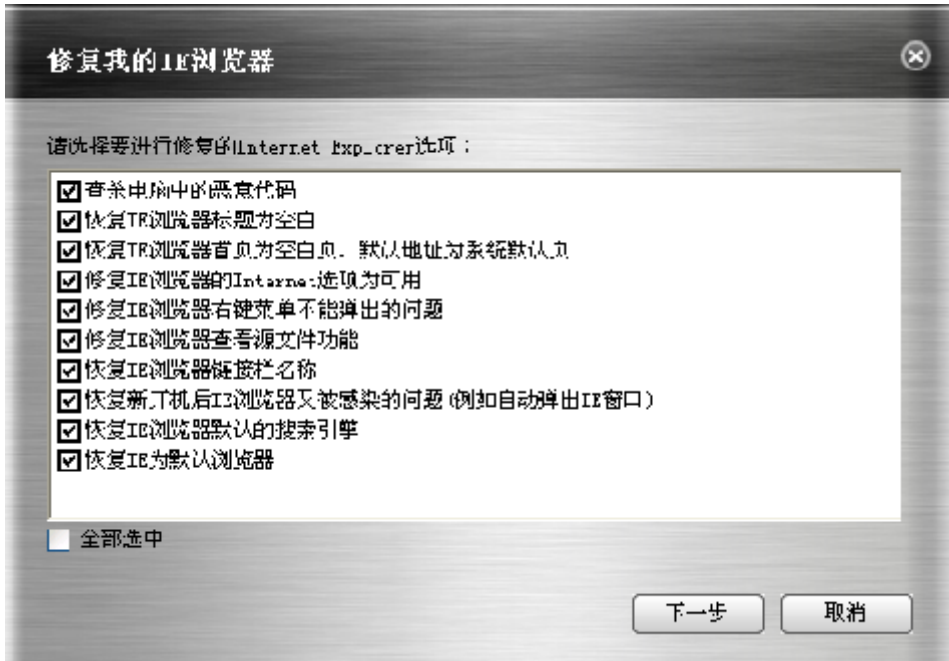 修复我的IE浏览器
请选择要进行修复的Internet Explorer选项：
查杀电脑中的恶意代码
恢复IE浏览器标题为空白
恢复IE浏览器首页为空白页，默认地址为系统默认页
修复IE浏览器的Internet选项为可用
修复IE浏览器右键菜单不能弹出的问题
修复IE浏览器查看源文件功能
恢复IE浏览器链接栏名称
恢复新开机后IE浏览器又被感染的问题(例如自动弹出IE窗口)
恢复IE浏览器默认的搜索引擎
恢复IE为默认浏览器
全部选中
下一步
取消